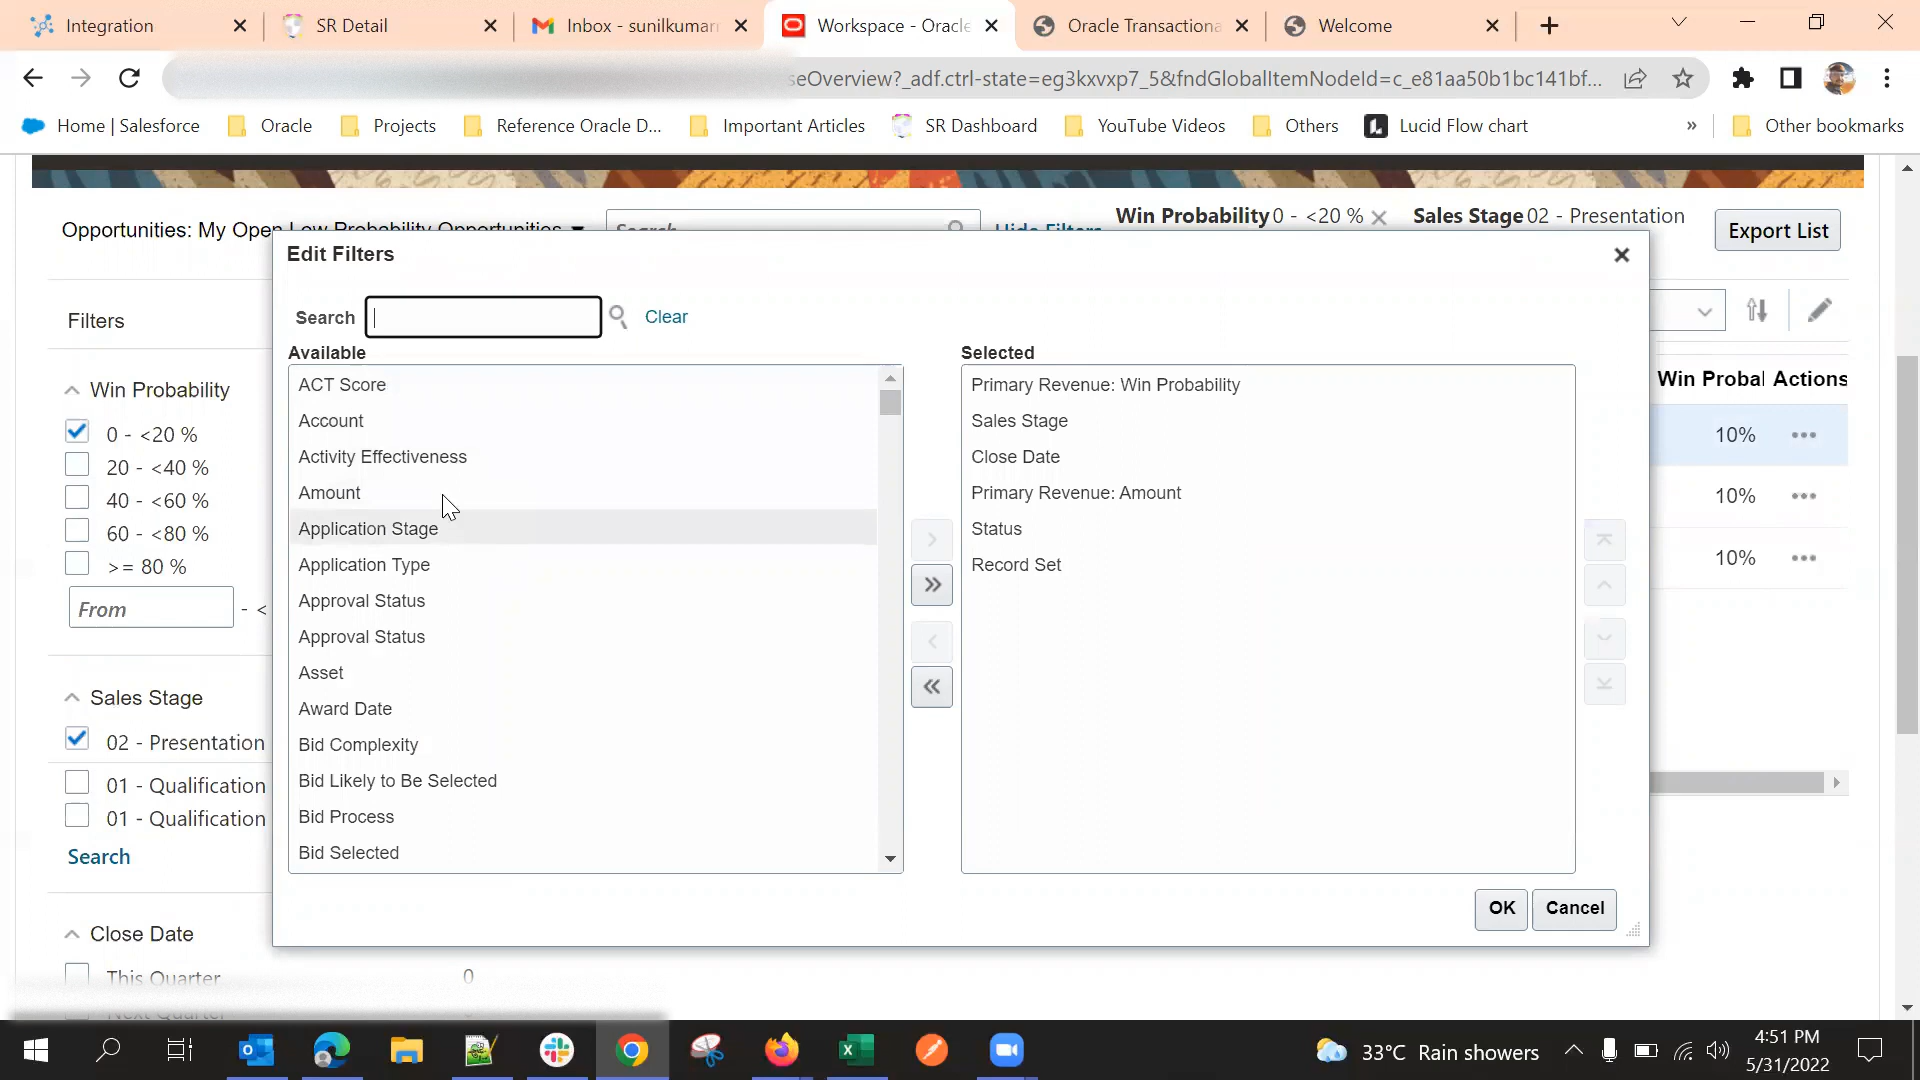 Integration
SR Detail
Inbox - sunilkumar
Workspace - Oracle
Oracle Transactiona
Welcome
seOverview?_adf.ctrl-state=eg3kxvxp7_5&fndGlobalItemNodeId=c_e81aa50b1bc141bf...
Home | Salesforce
Oracle
Projects
Reference Oracle D...
Important Articles
SR Dashboard
YouTube Videos
Others
Lucid Flow chart
»
Other bookmarks
Opportunities: My Open Low Probability Opportunities
Search
Hide Filters
Win Probability 0 - <20 %
Sales Stage 02 - Presentation
Export List
Filters
Win Probability
0 - <20 %
20 - <40 %
40 - <60 %
60 - <80 %
>= 80 %
From
- <
Sales Stage
02 - Presentation
01 - Qualification
01 - Qualification
Search
Close Date
This Quarter
0
Next Quarter
Edit Filters
Search
Clear
Available
ACT Score
Account
Activity Effectiveness
Amount
Application Stage
Application Type
Approval Status
Approval Status
Asset
Award Date
Bid Complexity
Bid Likely to Be Selected
Bid Process
Bid Selected
Selected
Primary Revenue: Win Probability
Sales Stage
Close Date
Primary Revenue: Amount
Status
Record Set
OK
Cancel
Win Probal
Actions
10%
10%
10%
33°C Rain showers
4:51 PM
5/31/2022